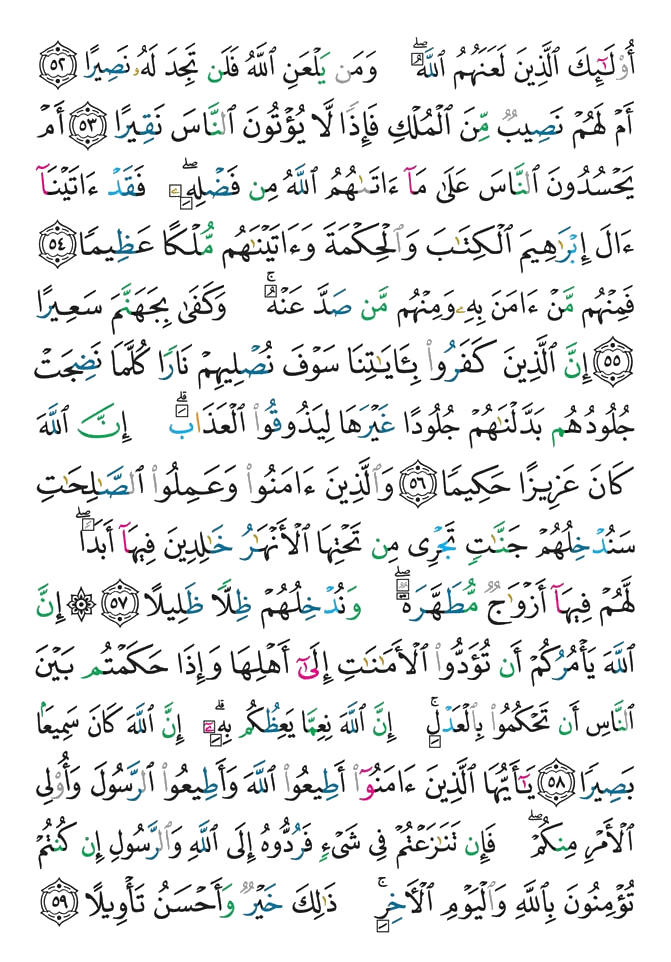 أُو۟لَٰٓئِكَ ٱلَّذِينَ لَعَنَهُمُ ٱللَّهُ ۖ وَمَن يَلْعَنِ ٱللَّهُ فَلَن تَجِدَ لَهُۥ نَصِيرًا ٥٢
أَمْ لَهُمْ نَصِيبٌ مِّنَ ٱلْمُلْكِ فَإِذًا لَّا يُؤْتُونَ ٱلنَّاسَ نَقِيرًا ٥٣ أَمْ
يَحْسُدُونَ ٱلنَّاسَ عَلَىٰ مَآ ءَاتَىٰهُمُ ٱللَّهُ مِن فَضْلِهِۦ ۖ فَقَدْ ءَاتَيْنَآ
ءَالَ إِبْرَٰهِيمَ ٱلْكِتَٰبَ وَٱلْحِكْمَةَ وَءَاتَيْنَٰهُم مُّلْكًا عَظِيمًا ٥٤
فَمِنْهُم مَّنْ ءَامَنَ بِهِۦ وَمِنْهُم مَّن صَدَّ عَنْهُ ۚ وَكَفَىٰ بِجَهَنَّمَ سَعِيرًا
٥٥ إِنَّ ٱلَّذِينَ كَفَرُوا۟ بِـَٔايَٰتِنَا سَوْفَ نُصْلِيهِمْ نَارًا كُلَّمَا نَضِجَتْ
جُلُودُهُم بَدَّلْنَٰهُمْ جُلُودًا غَيْرَهَا لِيَذُوقُوا۟ ٱلْعَذَابَ ۗ إِنَّ ٱللَّهَ
كَانَ عَزِيزًا حَكِيمًا ٥٦ وَٱلَّذِينَ ءَامَنُوا۟ وَعَمِلُوا۟ ٱلصَّٰلِحَٰتِ
سَنُدْخِلُهُمْ جَنَّٰتٍ تَجْرِى مِن تَحْتِهَا ٱلْأَنْهَٰرُ خَٰلِدِينَ فِيهَآ أَبَدًا ۖ
لَّهُمْ فِيهَآ أَزْوَٰجٌ مُّطَهَّرَةٌ ۖ وَنُدْخِلُهُمْ ظِلًّا ظَلِيلًا ٥٧ ۞ إِنَّ
ٱللَّهَ يَأْمُرُكُمْ أَن تُؤَدُّوا۟ ٱلْأَمَٰنَٰتِ إِلَىٰٓ أَهْلِهَا وَإِذَا حَكَمْتُم بَيْنَ
ٱلنَّاسِ أَن تَحْكُمُوا۟ بِٱلْعَدْلِ ۚ إِنَّ ٱللَّهَ نِعِمَّا يَعِظُكُم بِهِۦٓ ۗ إِنَّ ٱللَّهَ كَانَ سَمِيعًۢا
بَصِيرًا ٥٨ يَٰٓأَيُّهَا ٱلَّذِينَ ءَامَنُوٓا۟ أَطِيعُوا۟ ٱللَّهَ وَأَطِيعُوا۟ ٱلرَّسُولَ وَأُو۟لِى
ٱلْأَمْرِ مِنكُمْ ۖ فَإِن تَنَٰزَعْتُمْ فِى شَىْءٍ فَرُدُّوهُ إِلَى ٱللَّهِ وَٱلرَّسُولِ إِن كُنتُمْ
تُؤْمِنُونَ بِٱللَّهِ وَٱلْيَوْمِ ٱلْـَٔاخِرِ ۚ ذَٰلِكَ خَيْرٌ وَأَحْسَنُ تَأْوِيلًا ٥٩